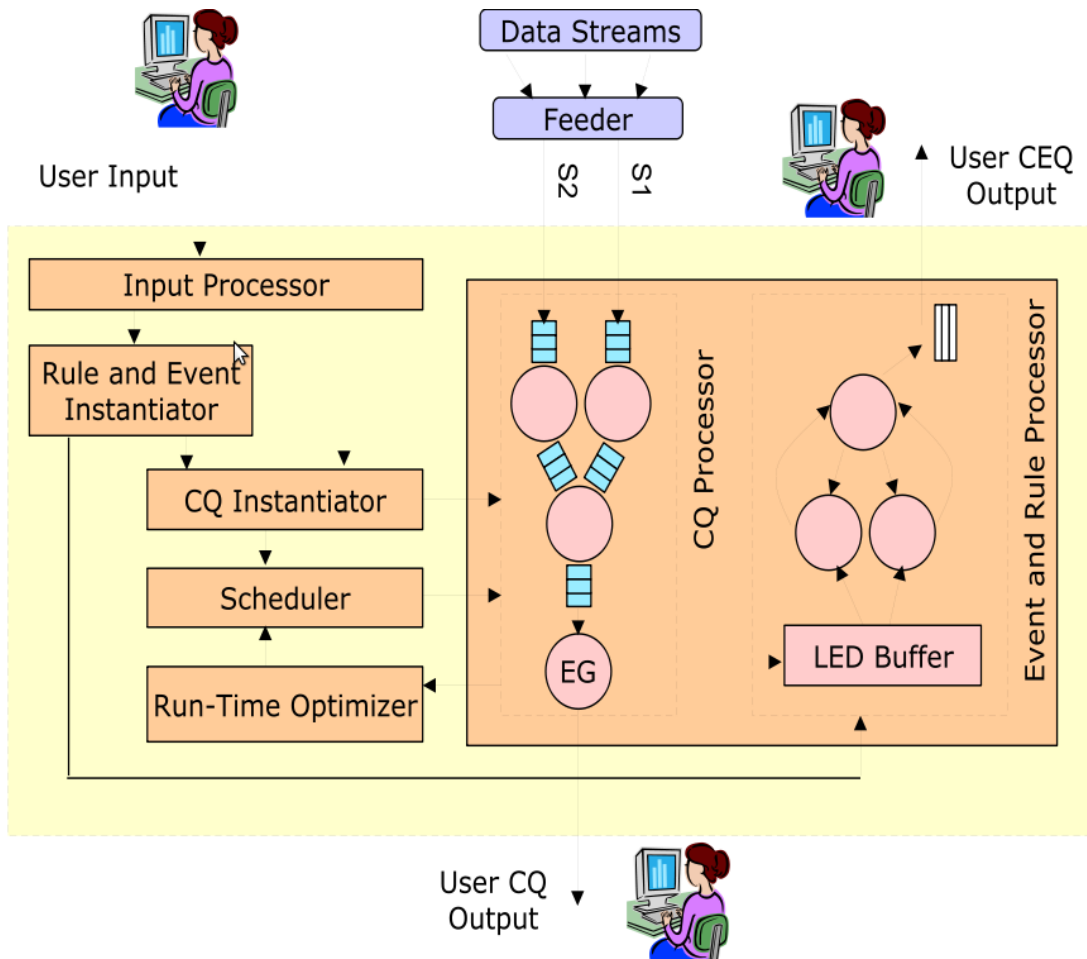 Data Streams
Feeder
User Input
S2
S1
User CEQ
Output
Input Processor
Rule and Event
Instantiator
CQ Instantiator
Scheduler
Run-Time Optimizer
CQ Processor
EG
LED Buffer
Event and Rule Processor
User CQ
Output